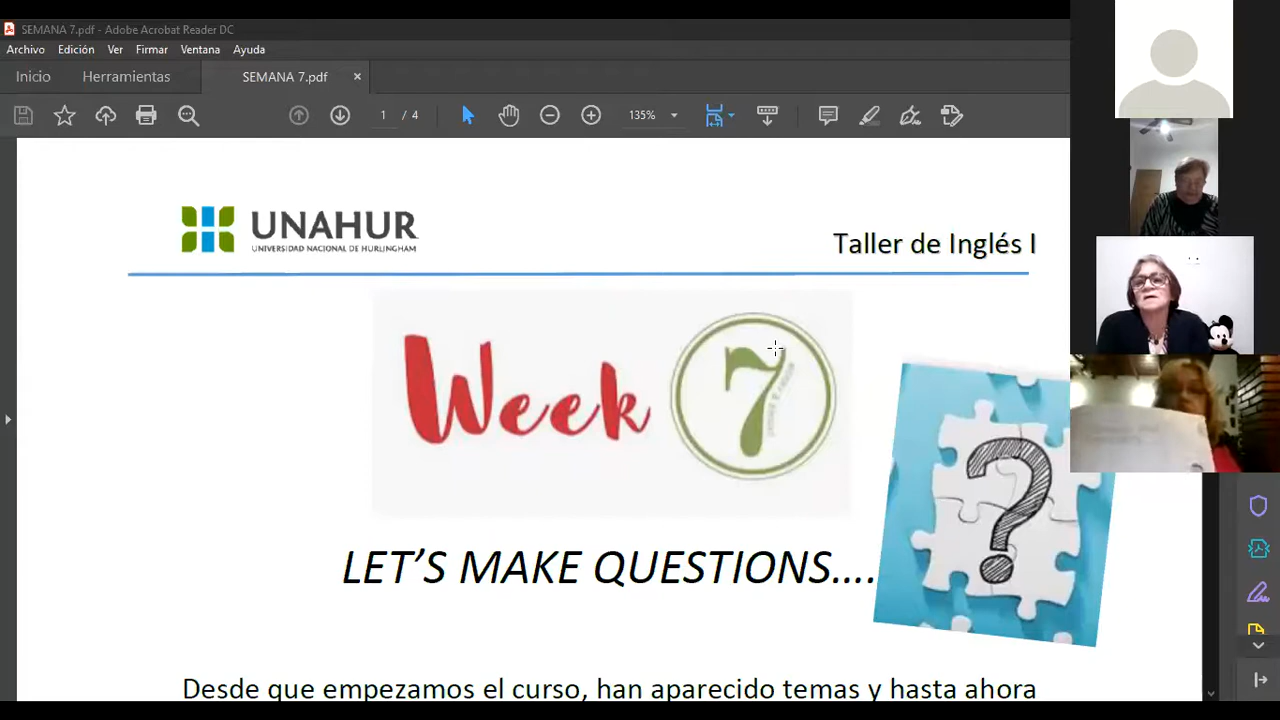 SEMANA 7.pdf - Adobe Acrobat Reader DC
Archivo Edición Ver Firmar Ventana Ayuda
Inicio Herramientas SEMANA 7.pdf ×
1 / 4 135%
UNAHUR
UNIVERSIDAD NACIONAL DE HURLINGHAM
Taller de Inglés I
Week 7
LET'S MAKE QUESTIONS....
?
Desde que empezamos el curso, han aparecido temas y hasta ahora